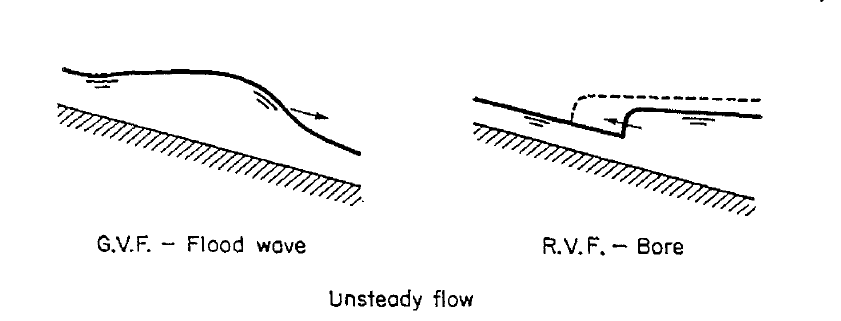 G.V.F. – Flood wave
R.V.F. – Bore
Unsteady flow